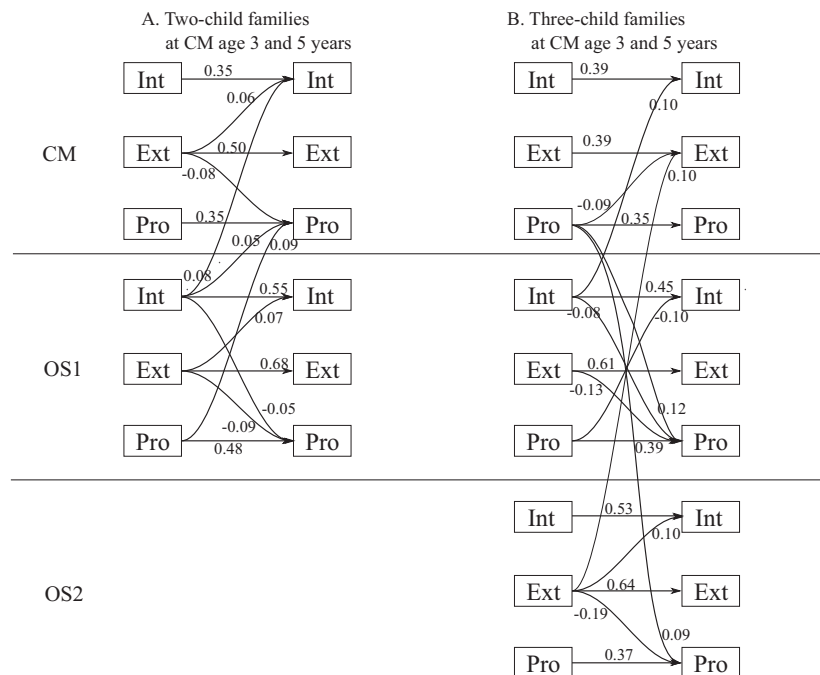 A. Two-child families
at CM age 3 and 5 years
B. Three-child families
at CM age 3 and 5 years
Int 0.35 Int
0.06
Int 0.39 Int
0.10
CM
Ext 0.50 Ext
-0.08
Ext 0.39 Ext
0.10
Pro 0.35 Pro
0.05 0.09
-0.09
Pro 0.35 Pro
0.08
Int 0.55 Int
0.07
Int 0.45 Int
-0.08 -0.10
OS1
Ext 0.68 Ext
-0.05
-0.09
Ext 0.61 Ext
-0.13
0.12
Pro 0.48 Pro
Pro 0.39 Pro
Int 0.53 Int
0.10
OS2
Ext 0.64 Ext
-0.19
0.09
Pro 0.37 Pro